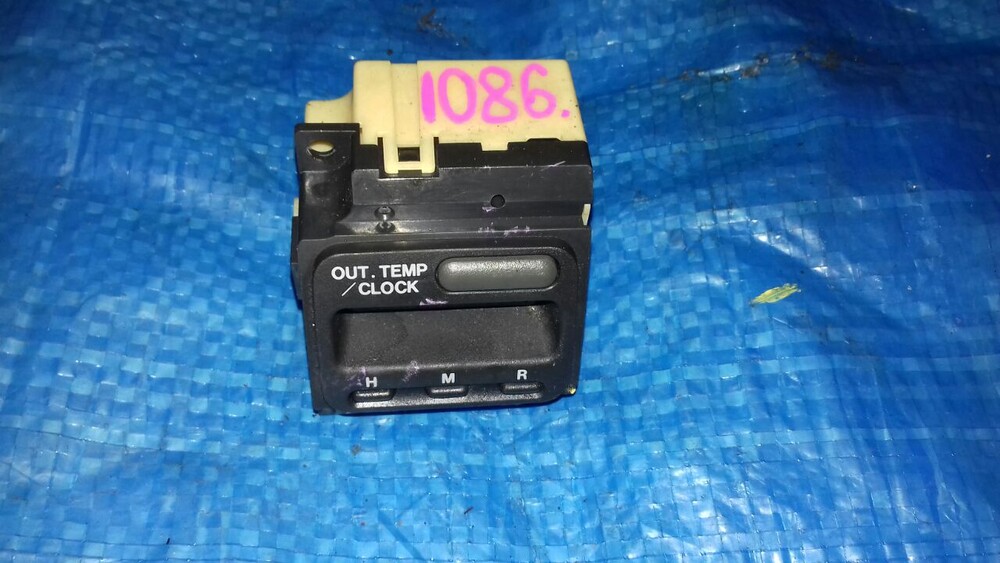 1086.
OUT. TEMP
/CLOCK
H M R